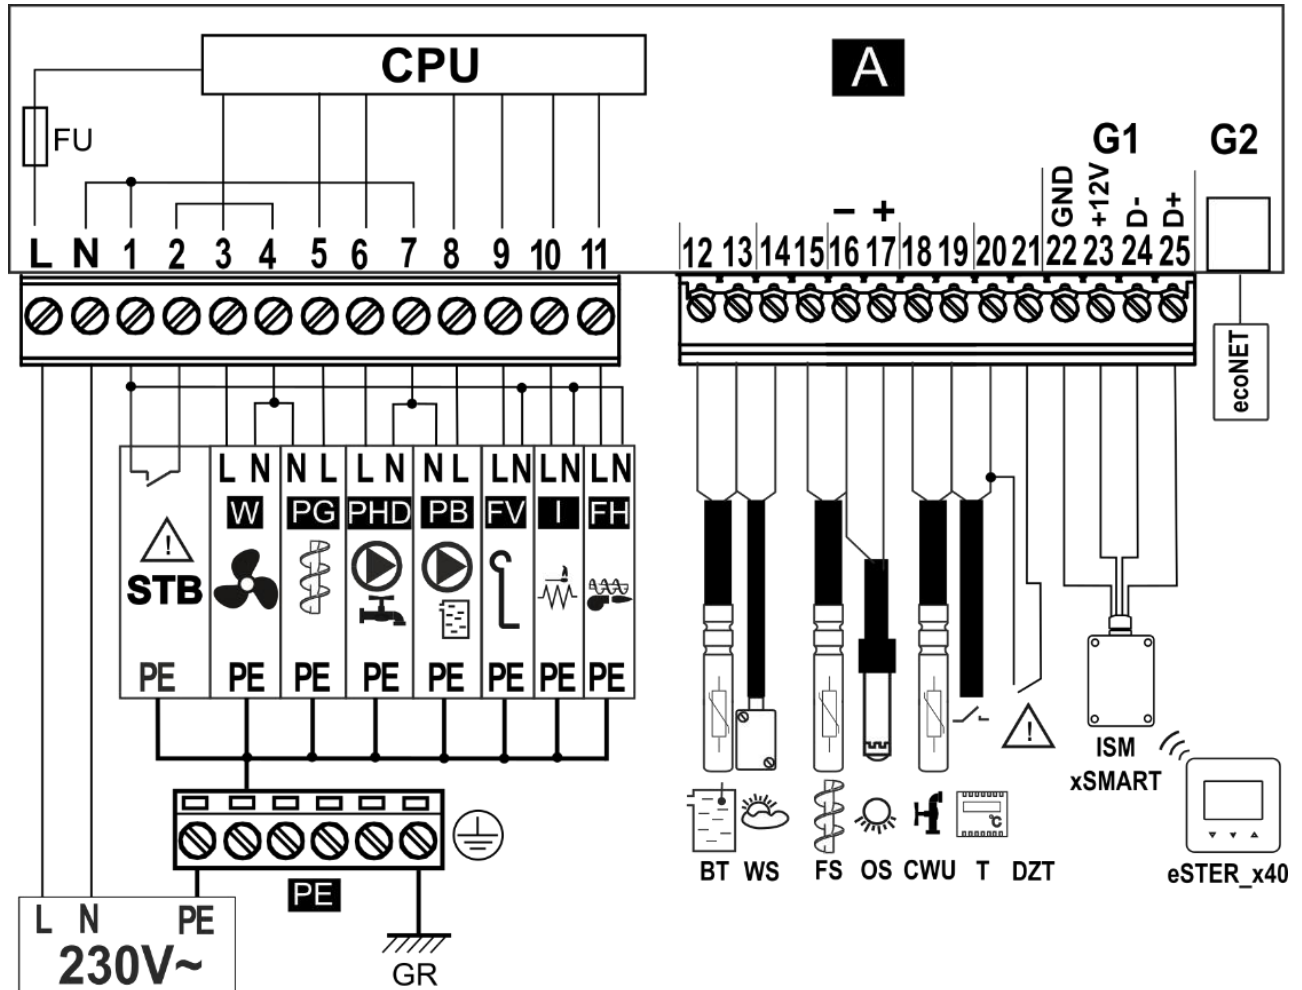 CPU
A
FU
G1
G2
GND
+12V
D-
D+
− +
L N 1 2 3 4 5 6 7 8 9 10 11
12 13 14 15 16 17 18 19 20 21 22 23 24 25
ecoNET
L N N L L N N L L N L N L N
W PG PHD PB FV I FH
!
STB
PE PE PE PE PE PE PE PE
!
ISM
xSMART
°C
BT WS FS OS CWU T DZT
eSTER_x40
PE
L N PE
230V~
GR